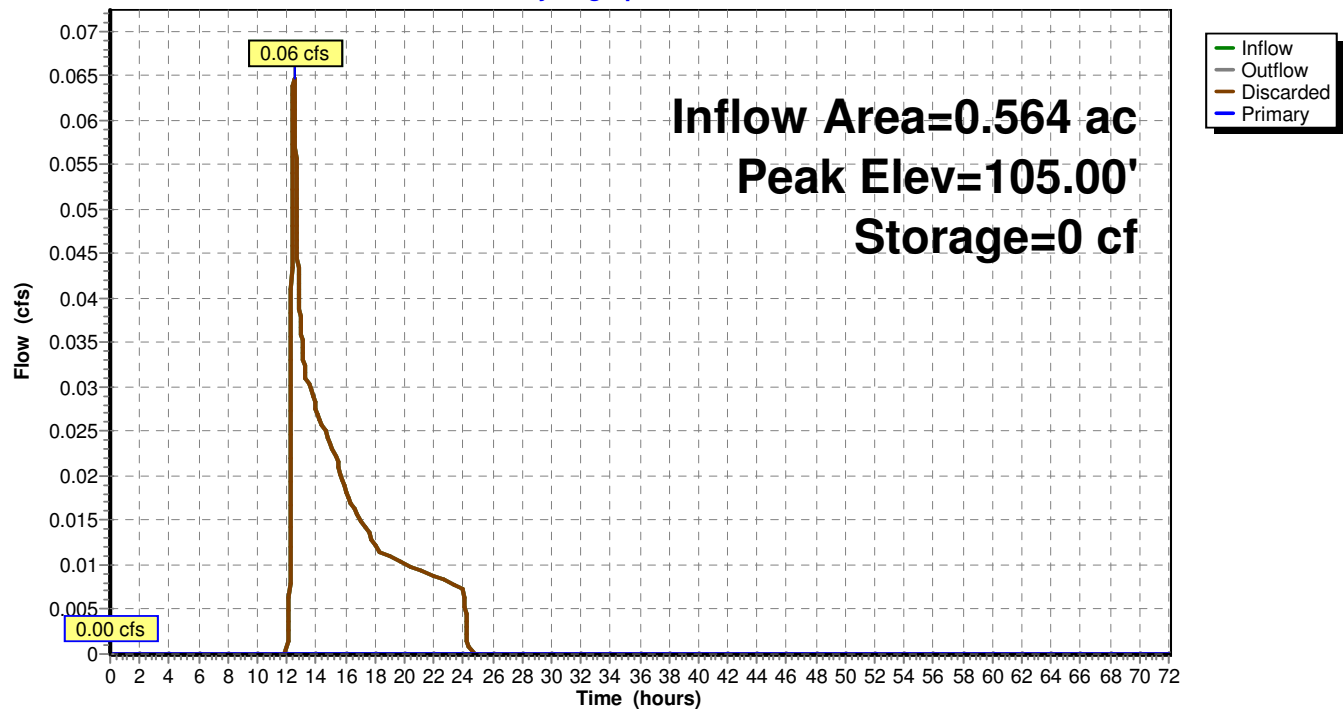 0.07
0.065
0.06
0.055
0.05
0.045
0.04
0.035
0.03
0.025
0.02
0.015
0.01
0.005
0
Flow (cfs)
0.06 cfs
0.00 cfs
Inflow Area=0.564 ac
Peak Elev=105.00'
Storage=0 cf
Inflow
Outflow
Discarded
Primary
0 2 4 6 8 10 12 14 16 18 20 22 24 26 28 30 32 34 36 38 40 42 44 46 48 50 52 54 56 58 60 62 64 66 68 70 72
Time (hours)